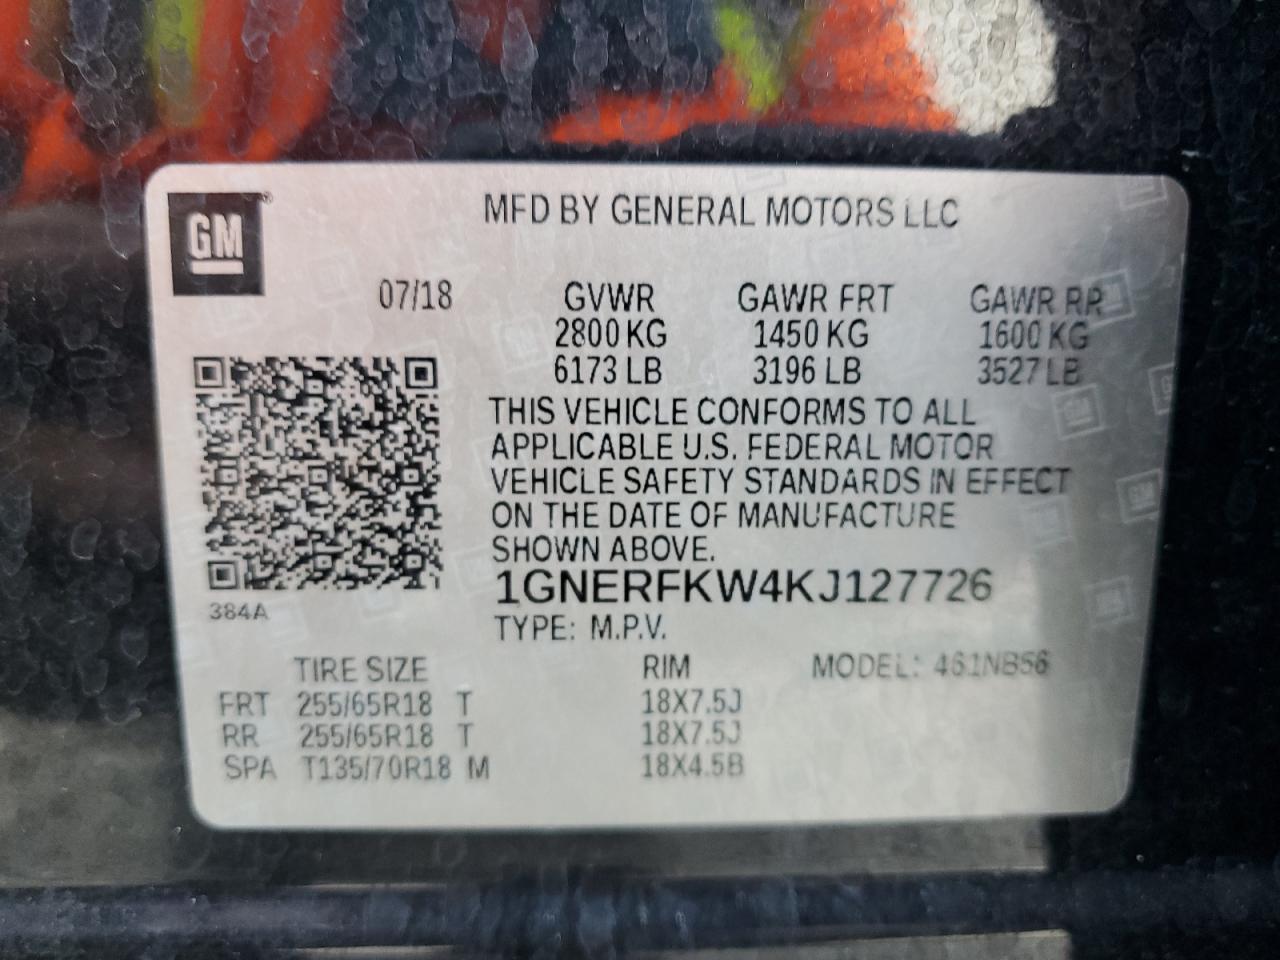 GM
MFD BY GENERAL MOTORS LLC
07/18 GVWR GAWR FRT GAWR RR
2800 KG 1450 KG 1600 KG
6173 LB 3196 LB 3527 LB
THIS VEHICLE CONFORMS TO ALL
APPLICABLE U.S. FEDERAL MOTOR
VEHICLE SAFETY STANDARDS IN EFFECT
ON THE DATE OF MANUFACTURE
SHOWN ABOVE.
1GNERFKW4KJ127726
384A
TYPE: M.P.V.
TIRE SIZE RIM MODEL: 461NB56
FRT 255/65R18 T 18X7.5J
RR 255/65R18 T 18X7.5J
SPA T135/70R18 M 18X4.5B